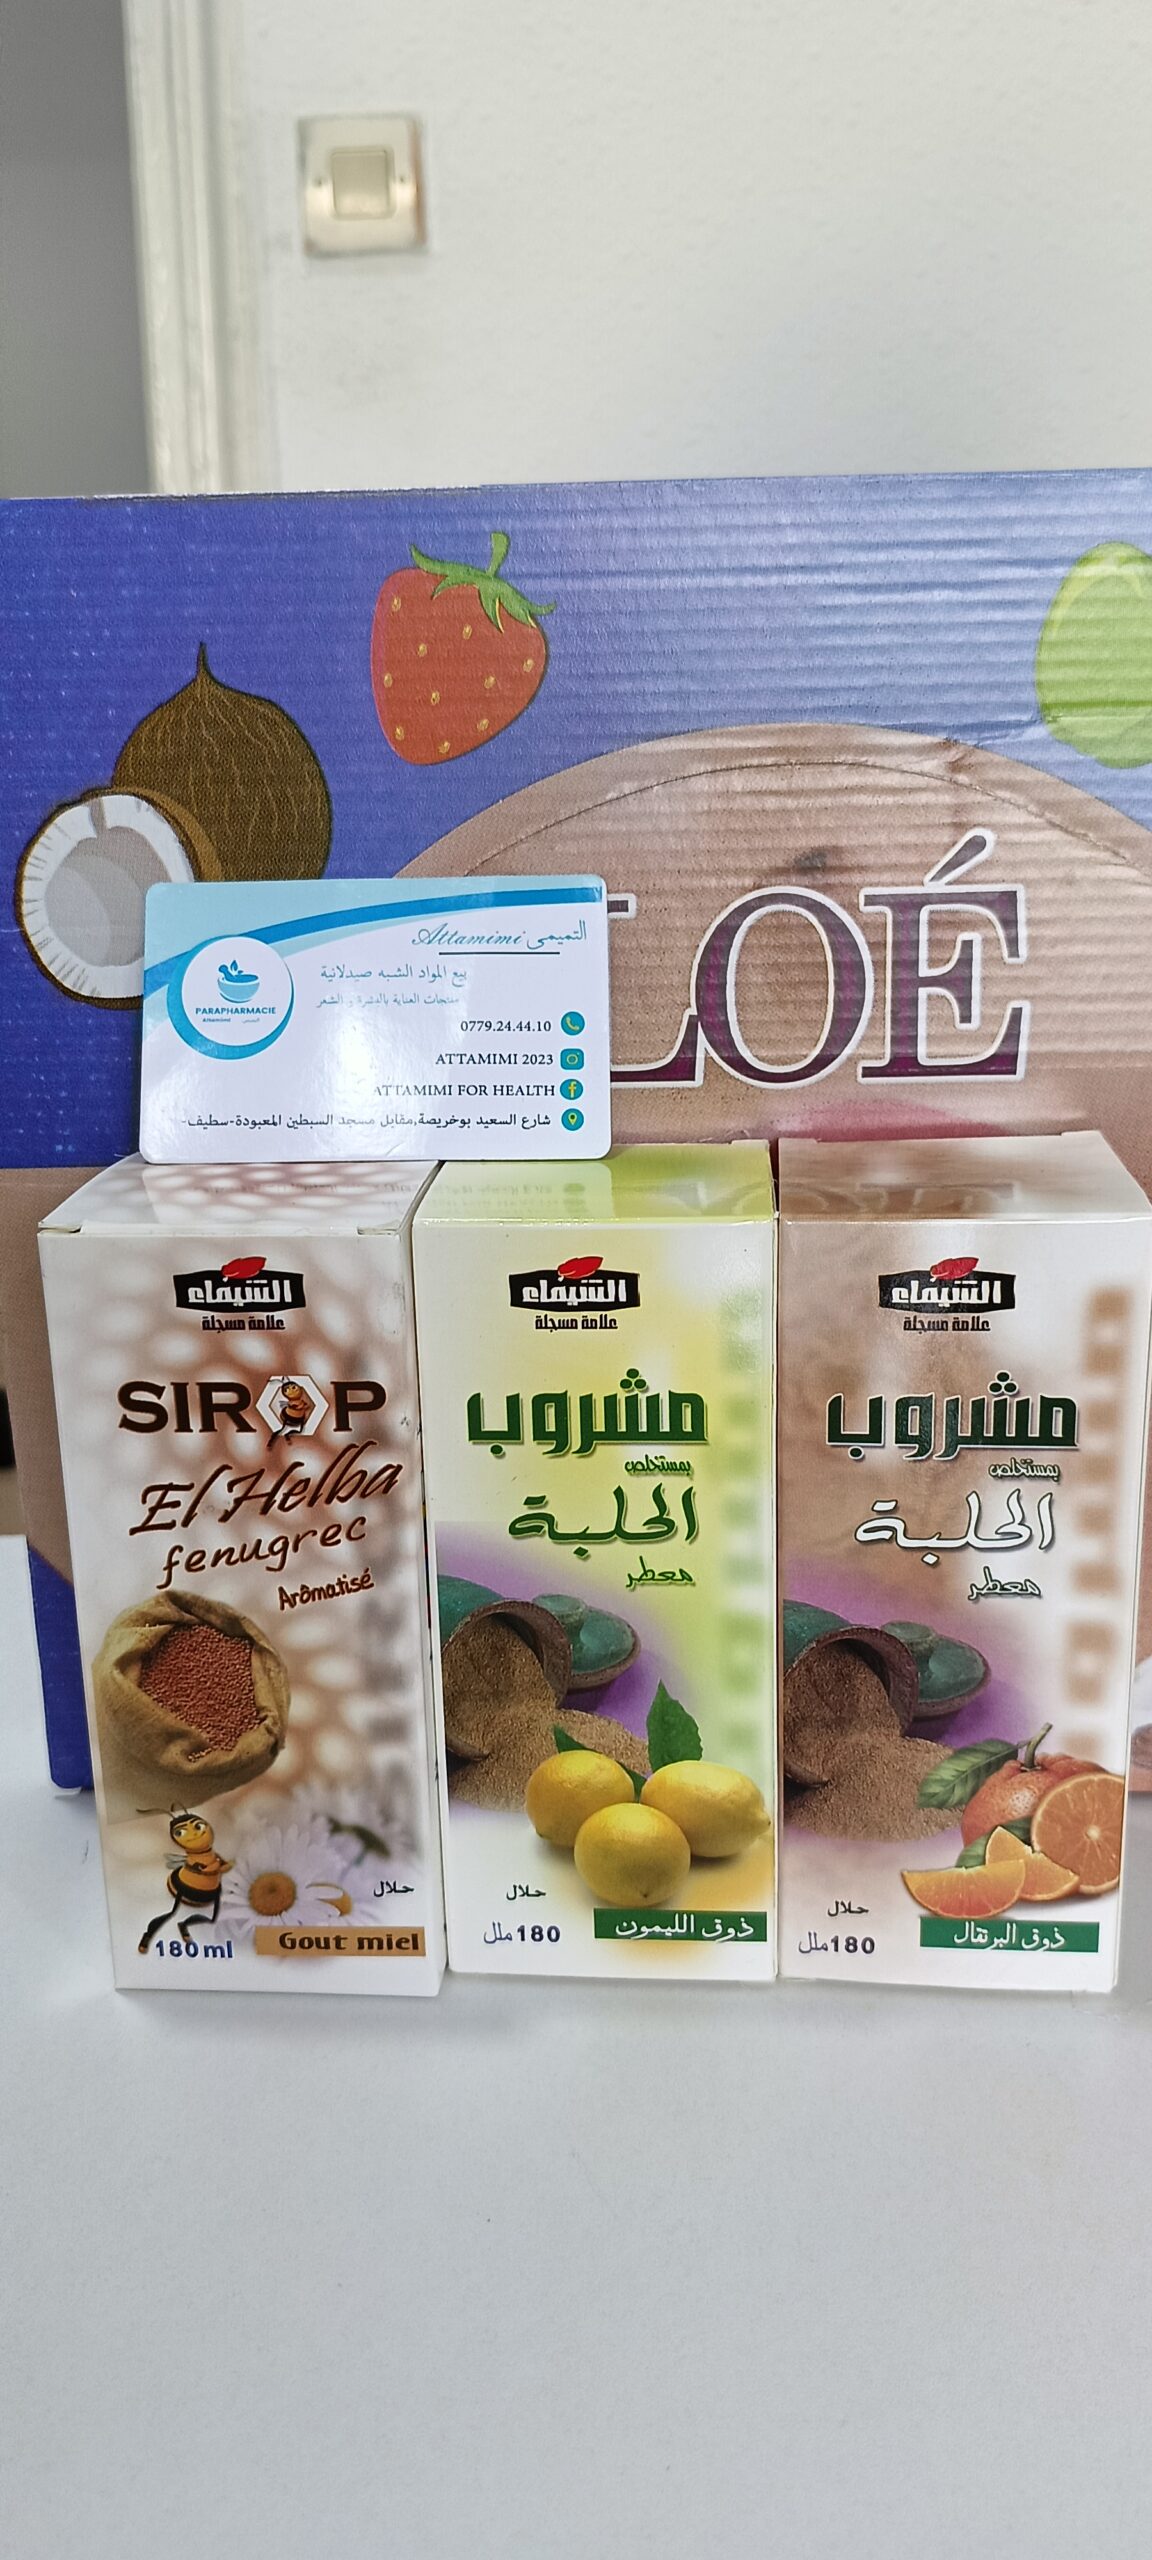 LOÉ
Attamimi التميمي
بيع المواد الشبه صيدلانية
منتجات العناية بالبشرة و الشعر
PARAPHARMACIE
Attamimi التميمي
0779.24.44.10
ATTAMIMI 2023
ATTAMIMI FOR HEALTH
شارع السعيد بوخريصة,مقابل مسجد السبطين المعبودة-سطيف-
الشيماء
علامة مسجلة
SIROP
El Helba
fenugrec
Arômatisé
حلال
180 ml
Gout miel
الشيماء
علامة مسجلة
مشروب
بمستخلص
الحلبة
معطر
حلال
180 ملل
ذوق الليمون
الشيماء
علامة مسجلة
مشروب
بمستخلص
الحلبة
معطر
حلال
180 ملل
ذوق البرتقال